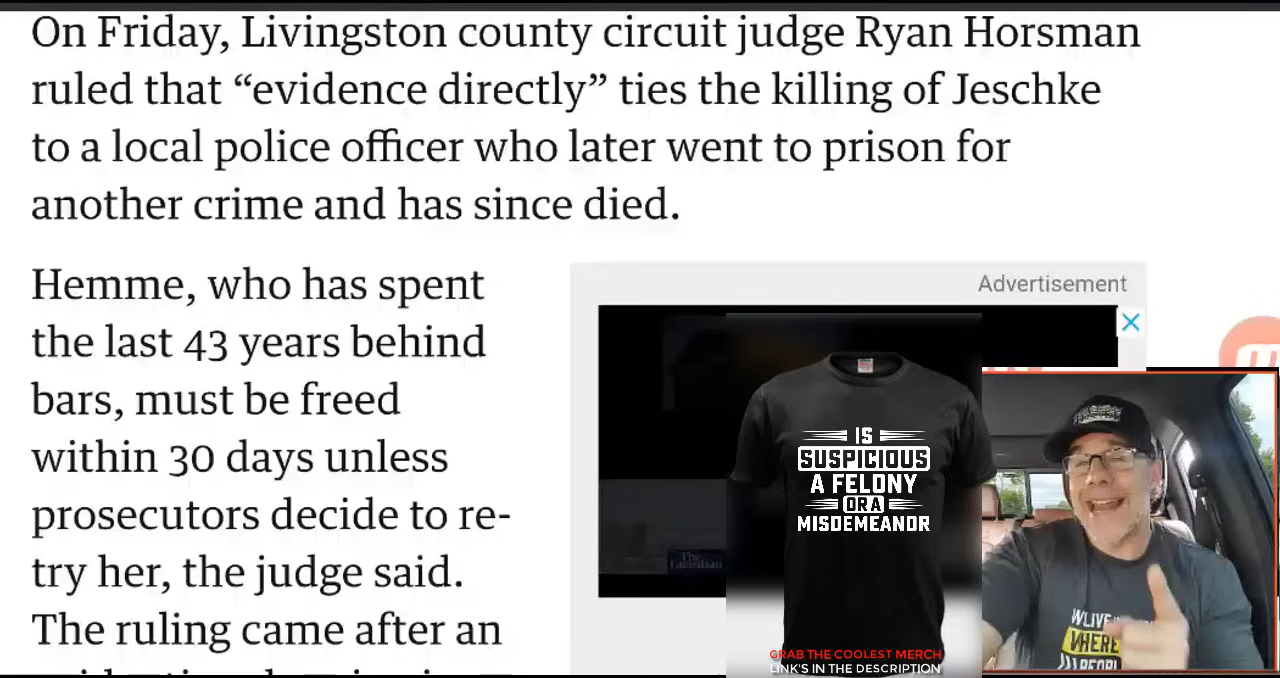 On Friday, Livingston county circuit judge Ryan Horsman
ruled that “evidence directly” ties the killing of Jeschke
to a local police officer who later went to prison for
another crime and has since died.
Hemme, who has spent
the last 43 years behind
bars, must be freed
within 30 days unless
prosecutors decide to re-
try her, the judge said.
The ruling came after an
Advertisement
The
Guardian
IS
SUSPICIOUS
A FELONY
OR A
MISDEMEANOR
GRAB THE COOLEST MERCH
LINK'S IN THE DESCRIPTION
WHERE